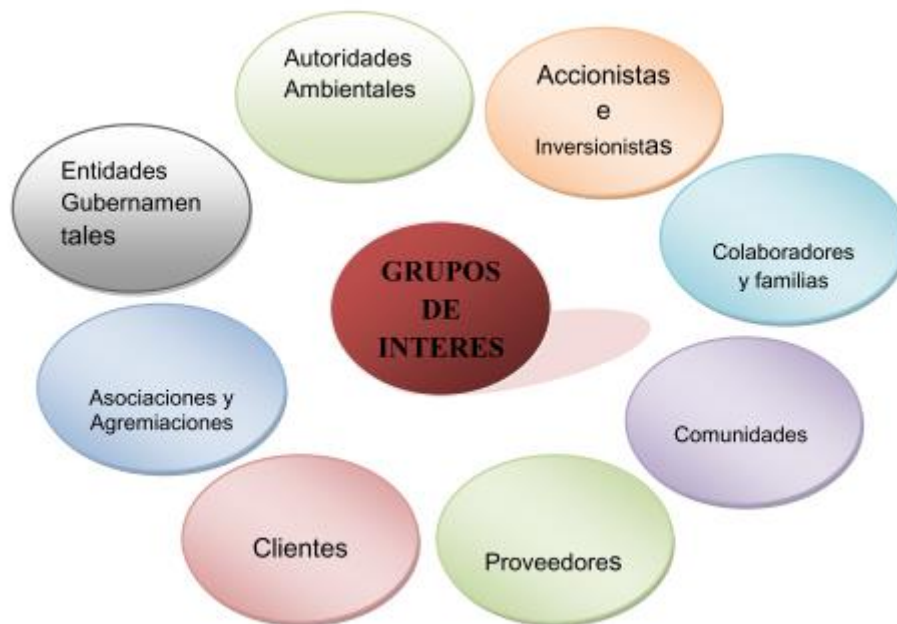 Autoridades
Ambientales
Accionistas
e
Inversionistas
Entidades
Gubernamen
tales
Colaboradores
y familias
GRUPOS
DE
INTERES
Asociaciones y
Agremiaciones
Comunidades
Clientes
Proveedores